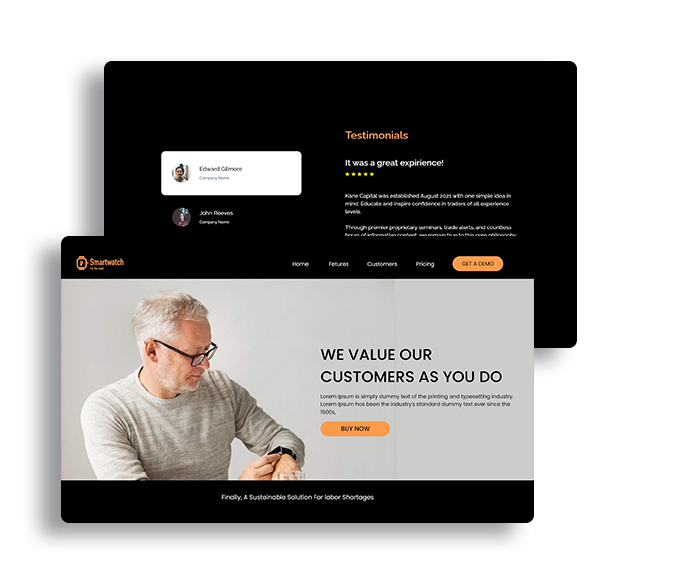 Testimonials
It was a great expirience!
Edward Gilmore
Company Name
Kane Capital was established August 2021 with one simple idea in
mind: Educate and inspire confidence in traders of all experience
levels.
John Reeves
Company Name
Through premier proprietary seminars, trade alerts, and countless
hours of informative content, we remain true to this core philosophy
Smartwatch
Home
Fetures
Customers
Pricing
GET A DEMO
WE VALUE OUR
CUSTOMERS AS YOU DO
Lorem Ipsum is simply dummy text of the printing and typesetting industry.
Lorem Ipsum has been the industry's standard dummy text ever since the
1500s,
BUY NOW
Finally, A Sustainable Solution For labor Shortages